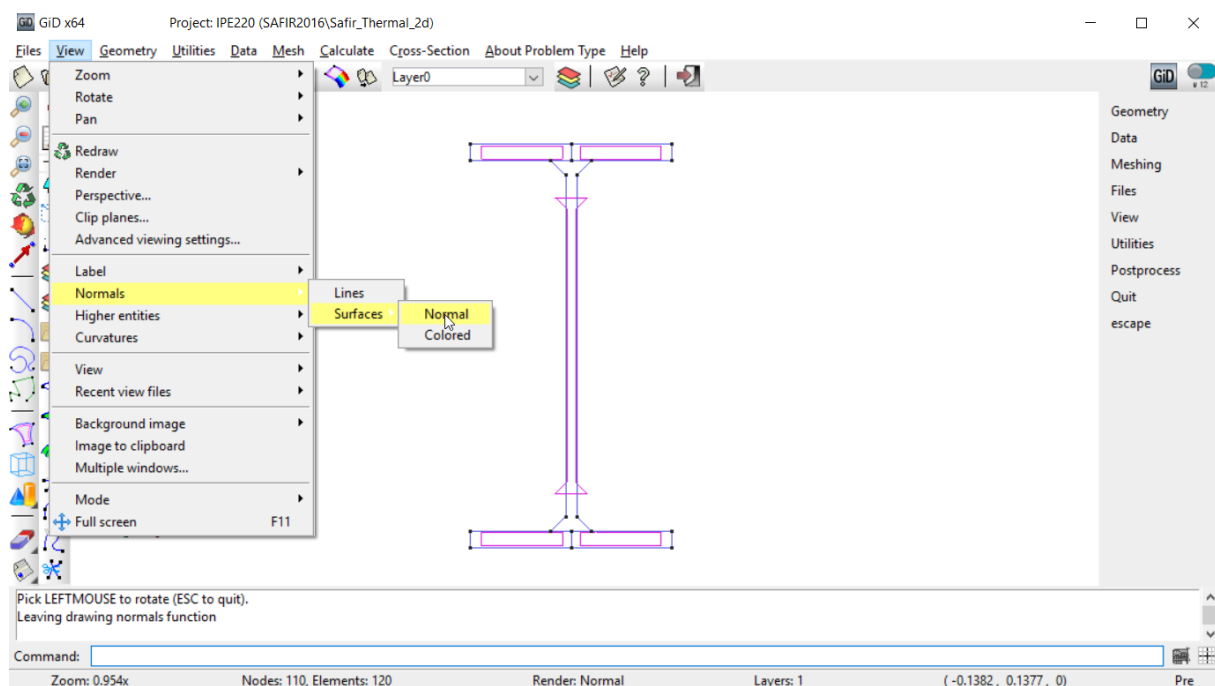 GiD GiD x64 Project: IPE220 (SAFIR2016\Safir_Thermal_2d)
Files View Geometry Utilities Data Mesh Calculate Cross-Section About Problem Type Help
Layer0 GiD
v 12
Zoom
Rotate
Pan
Redraw
Render
Perspective...
Clip planes...
Advanced viewing settings...
Label
Normals
Higher entities
Curvatures
View
Recent view files
Background image
Image to clipboard
Multiple windows...
Mode
Full screen F11
Lines
Surfaces
Normal
Colored
Geometry
Data
Meshing
Files
View
Utilities
Postprocess
Quit
escape
Pick LEFTMOUSE to rotate (ESC to quit).
Leaving drawing normals function
Command:
Zoom: 0.954x Nodes: 110, Elements: 120 Render: Normal Layers: 1 ( -0.1382 , 0.1377 , 0) Pre